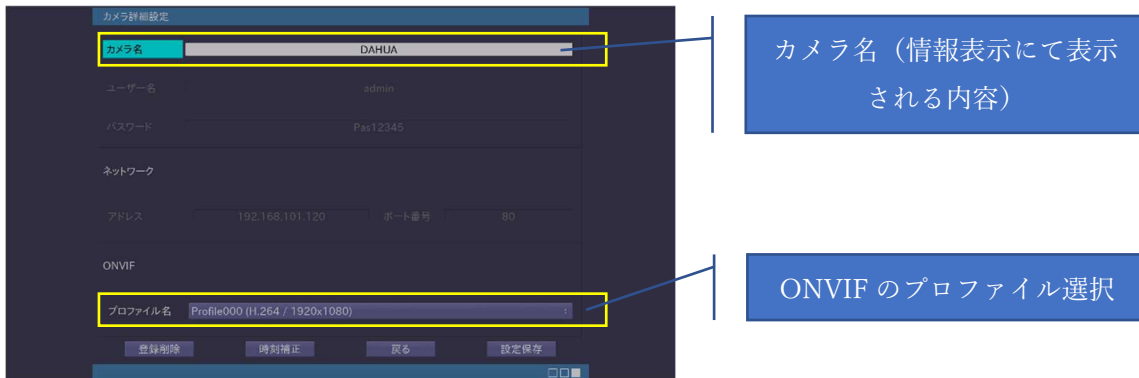 カメラ詳細設定
カメラ名 DAHUA
ユーザー名 admin
パスワード Pas12345
ネットワーク
アドレス 192.168.101.120 ポート番号 80
ONVIF
プロファイル名 Profile000 (H.264 / 1920x1080)
登録削除 時刻補正 戻る 設定保存
カメラ名（情報表示にて表示
される内容）
ONVIF のプロファイル選択